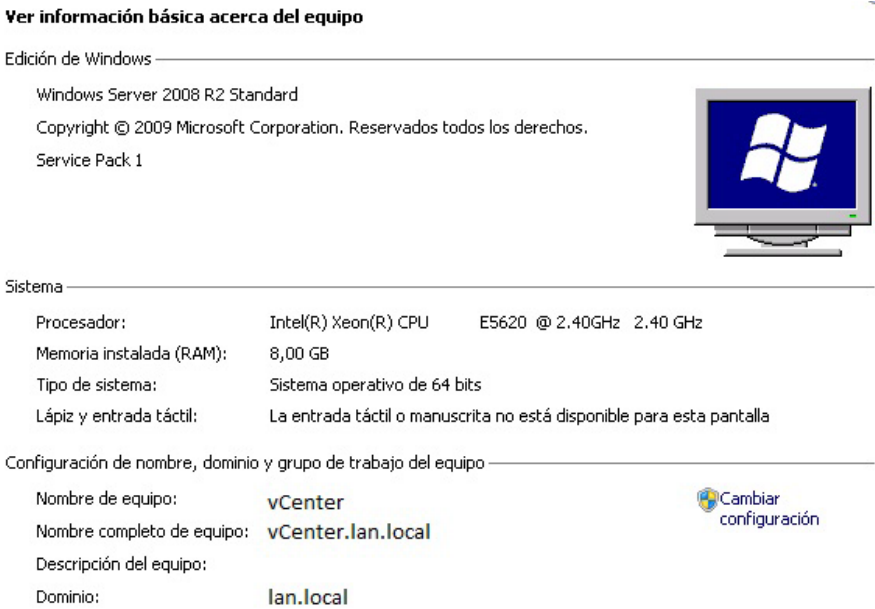 Ver información básica acerca del equipo
Edición de Windows
Windows Server 2008 R2 Standard
Copyright © 2009 Microsoft Corporation. Reservados todos los derechos.
Service Pack 1
Sistema
Procesador: Intel(R) Xeon(R) CPU E5620 @ 2.40GHz 2.40 GHz
Memoria instalada (RAM): 8,00 GB
Tipo de sistema: Sistema operativo de 64 bits
Lápiz y entrada táctil: La entrada táctil o manuscrita no está disponible para esta pantalla
Configuración de nombre, dominio y grupo de trabajo del equipo
Nombre de equipo: vCenter
Cambiar
configuración
Nombre completo de equipo: vCenter.lan.local
Descripción del equipo:
Dominio: lan.local